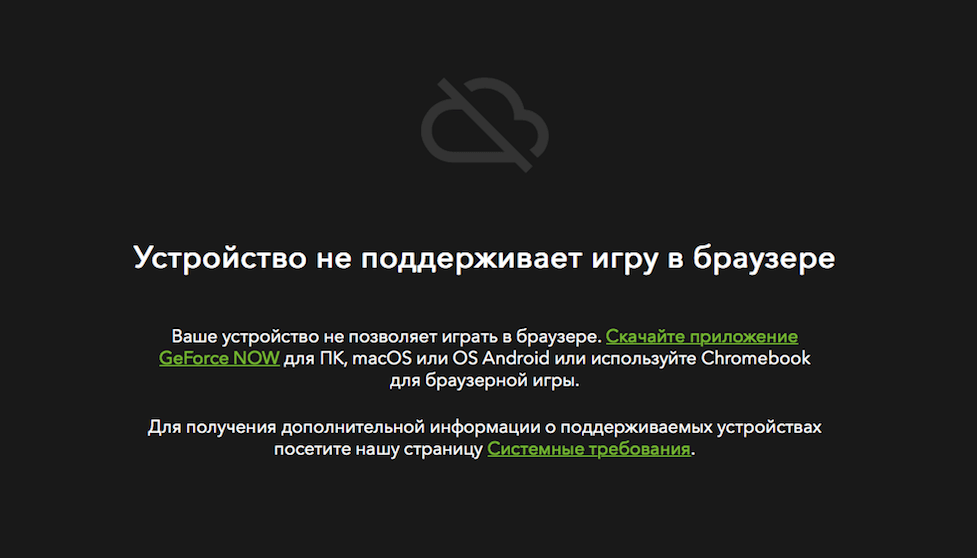 Устройство не поддерживает игру в браузере
Ваше устройство не позволяет играть в браузере. Скачайте приложение
GeForce NOW для ПК, macOS или OS Android или используйте Chromebook
для браузерной игры.
Для получения дополнительной информации о поддерживаемых устройствах
посетите нашу страницу Системные требования.